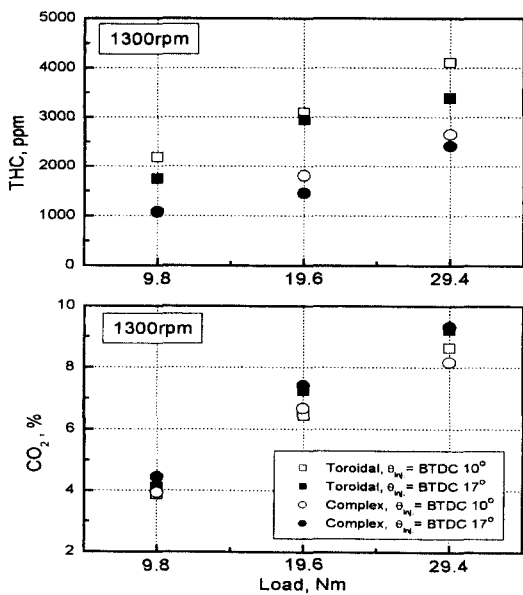 5000
1300rpm
4000
3000
2000
1000
0
THC, ppm
9.8
19.6
29.4
10
1300rpm
8
6
4
2
CO₂, %
Toroidal, θinj. = BTDC 10°
Toroidal, θinj. = BTDC 17°
Complex, θinj. = BTDC 10°
Complex, θinj. = BTDC 17°
9.8
19.6
29.4
Load, Nm